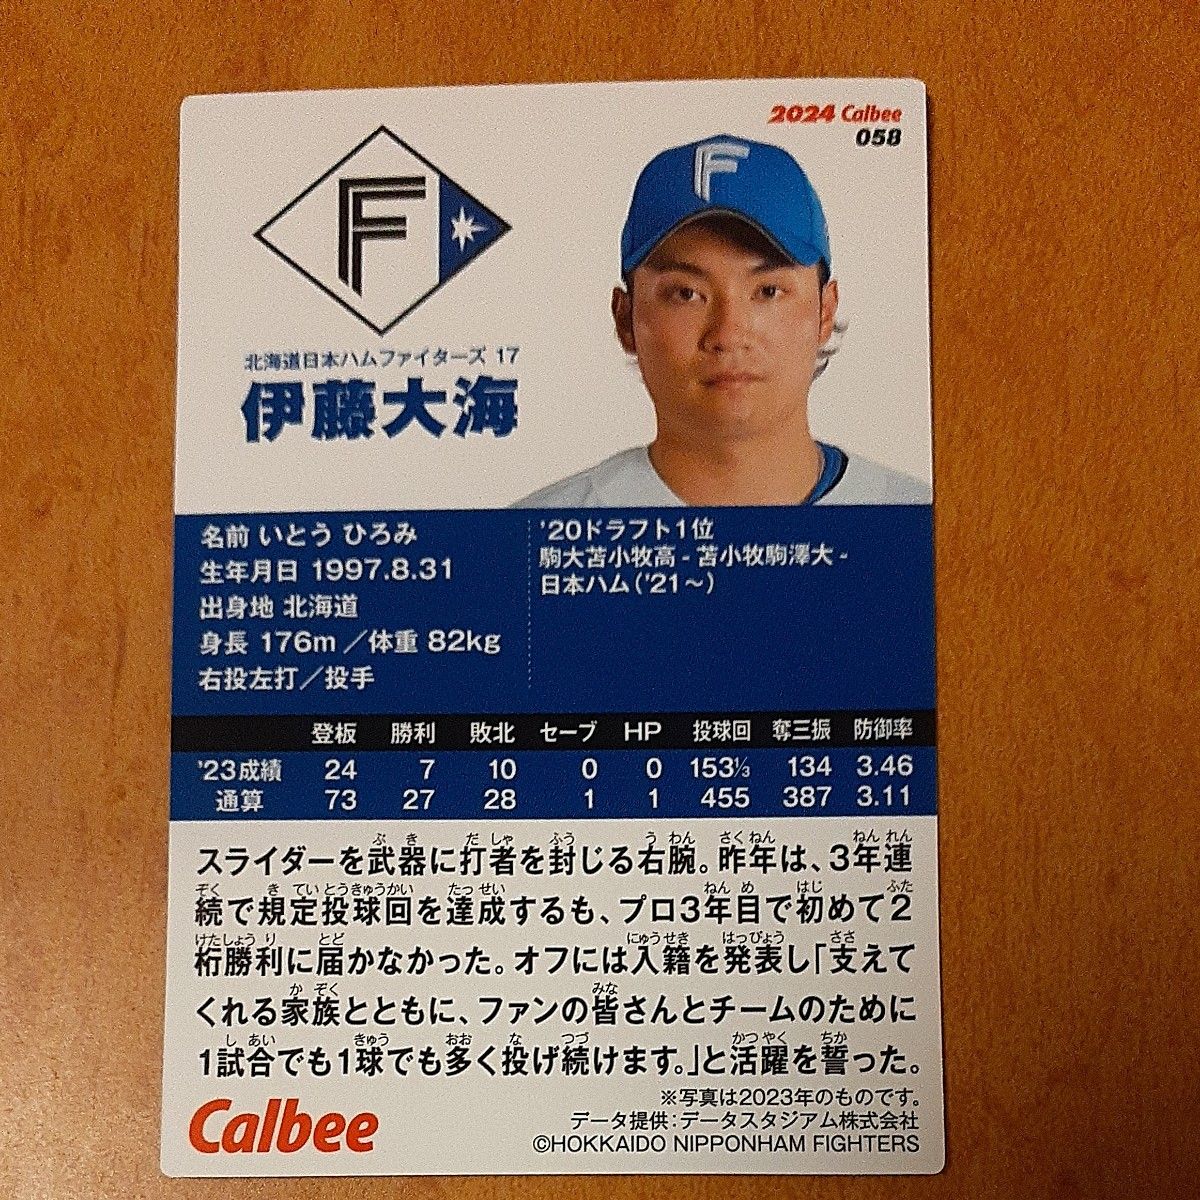 2024 Calbee
058
F
F
北海道日本ハムファイターズ 17
伊藤大海
名前 いとう ひろみ
生年月日 1997.8.31
出身地 北海道
身長 176m ／体重 82kg
右投左打／投手
'20ドラフト1位
駒大苫小牧高 - 苫小牧駒澤大 -
日本ハム('21～)
登板 勝利 敗北 セーブ HP 投球回 奪三振 防御率
'23成績 24 7 10 0 0 153⅓ 134 3.46
通算 73 27 28 1 1 455 387 3.11
スライダーを武器に打者を封じる右腕。昨年は、3年連
続で規定投球回を達成するも、プロ3年目で初めて2
桁勝利に届かなかった。オフには入籍を発表し「支えて
くれる家族とともに、ファンの皆さんとチームのために
1試合でも1球でも多く投げ続けます。」と活躍を誓った。
※写真は2023年のものです。
データ提供：データスタジアム株式会社
©HOKKAIDO NIPPONHAM FIGHTERS
Calbee